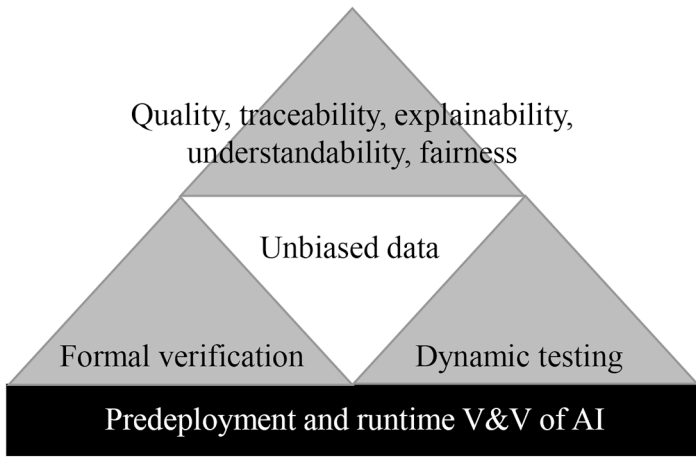 Quality, traceability, explainability,
understandability, fairness
Unbiased data
Formal verification
Dynamic testing
Predeployment and runtime V&V of AI